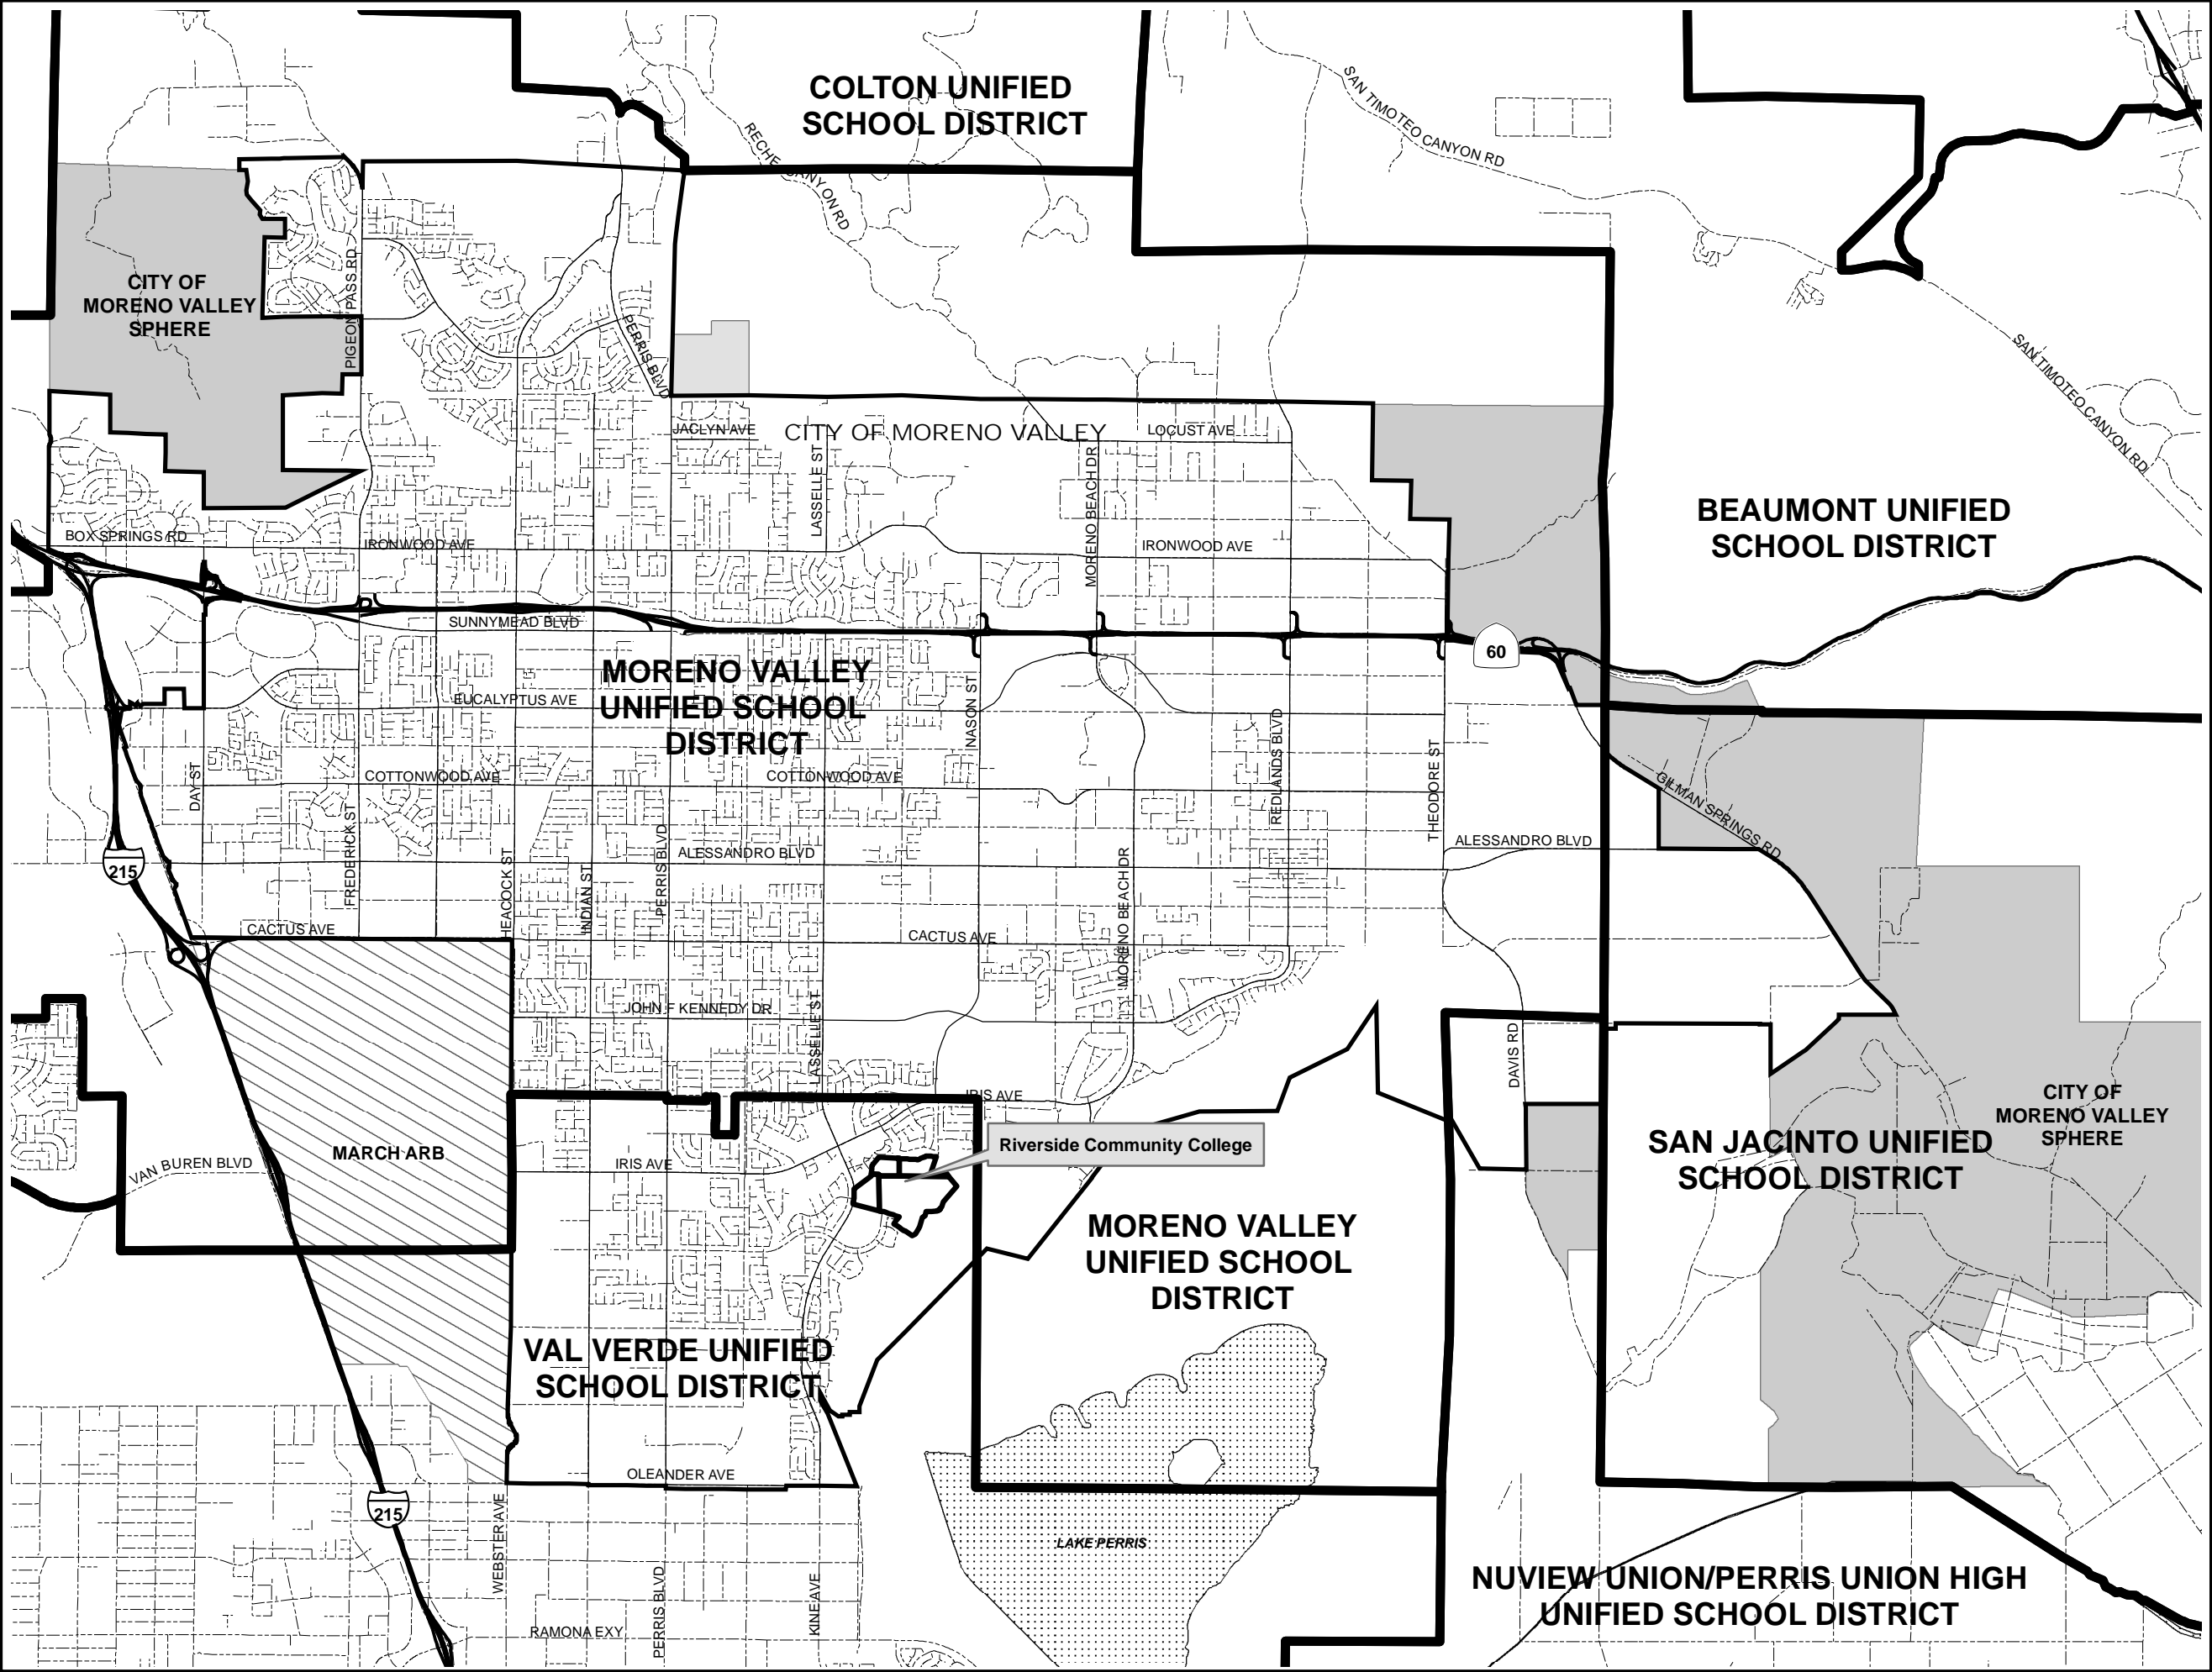 COLTON UNIFIED
SCHOOL DISTRICT
SAN TIMOTEO CANYON RD
RECHE CANYON RD
CITY OF
MORENO VALLEY
SPHERE
PIGEON PASS RD
PERRIS BLVD
SAN TIMOTEO CANYON RD
JACLYN AVE
CITY OF MORENO VALLEY
LOCUST AVE
LASSELLE ST
MORENO BEACH DR
BEAUMONT UNIFIED
SCHOOL DISTRICT
BOX SPRINGS RD
IRONWOOD AVE
IRONWOOD AVE
SUNNYMEAD BLVD
60
MORENO VALLEY
UNIFIED SCHOOL
DISTRICT
EUCALYPTUS AVE
NASON ST
REDLANDS BLVD
THEODORE ST
DAY ST
COTTONWOOD AVE
COTTONWOOD AVE
GILMAN SPRINGS RD
FREDERICK ST
HEACOCK ST
INDIAN ST
PERRIS BLVD
ALESSANDRO BLVD
ALESSANDRO BLVD
MORENO BEACH DR
215
CACTUS AVE
CACTUS AVE
JOHN F KENNEDY DR
LASSELLE ST
DAVIS RD
IRIS AVE
CITY OF
MORENO VALLEY
SPHERE
Riverside Community College
SAN JACINTO UNIFIED
SCHOOL DISTRICT
MARCH ARB
VAN BUREN BLVD
IRIS AVE
MORENO VALLEY
UNIFIED SCHOOL
DISTRICT
VAL VERDE UNIFIED
SCHOOL DISTRICT
OLEANDER AVE
215
WEBSTER AVE
LAKE PERRIS
PERRIS BLVD
KINE AVE
NUVIEW UNION/PERRIS UNION HIGH
UNIFIED SCHOOL DISTRICT
RAMONA EXY